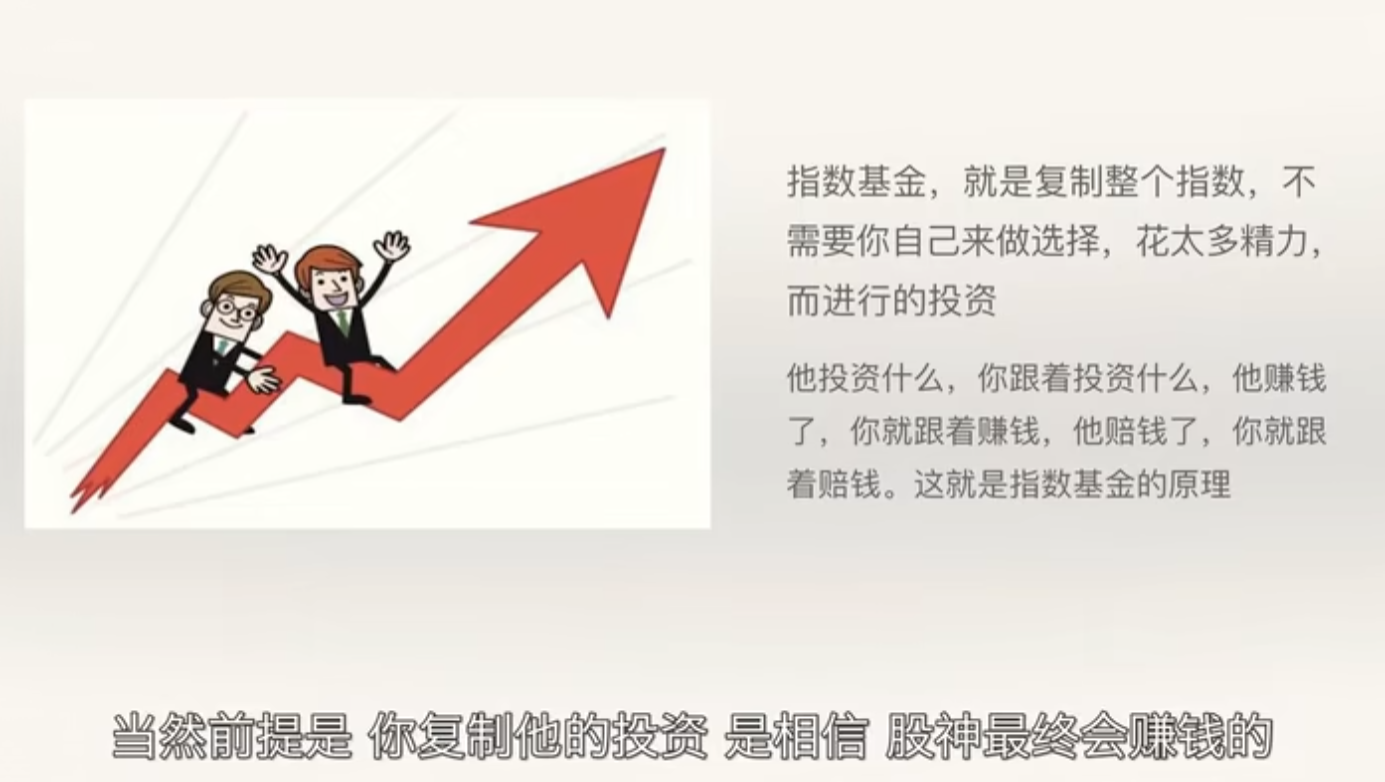 指数基金，就是复制整个指数，不
需要你自己来做选择，花太多精力，
而进行的投资
他投资什么，你跟着投资什么，他赚钱
了，你就跟着赚钱，他赔钱了，你就跟
着赔钱。这就是指数基金的原理
当然前提是 你复制他的投资 是相信 股神最终会赚钱的